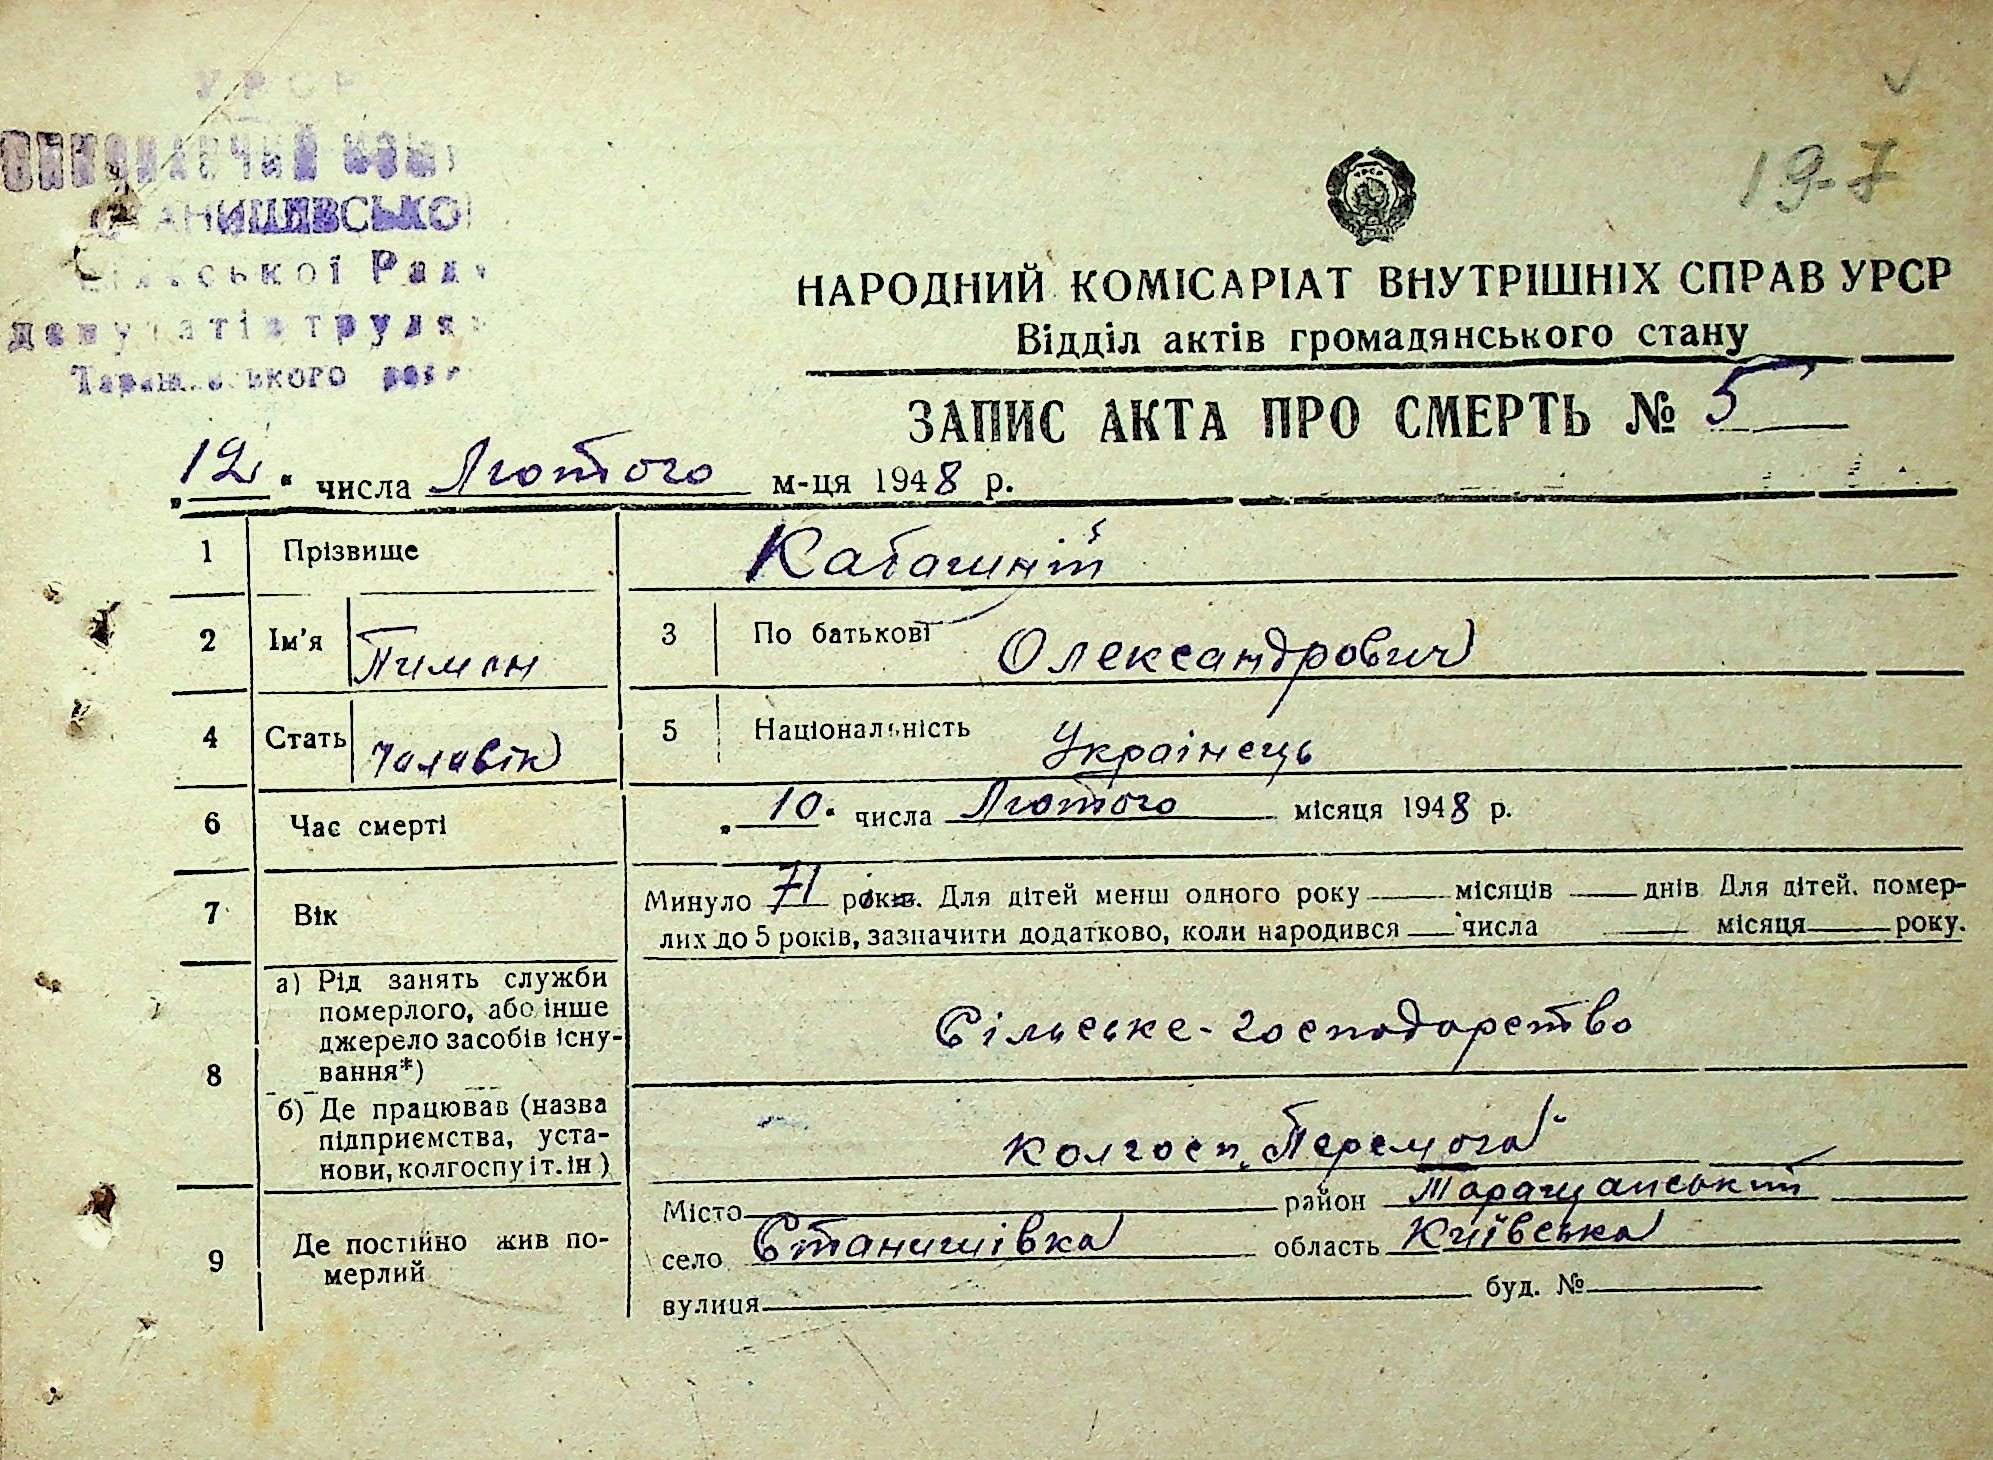 УРСР
СТАНИШІВСЬКОЇ
сільської Ради
депутатів трудящ
Таращанського
19-7
НАРОДНИЙ КОМІСАРІАТ ВНУТРІШНІХ СПРАВ УРСР
Відділ актів громадянського стану
ЗАПИС АКТА ПРО СМЕРТЬ № 5
„12“ числа Лютого м-ця 1948 р.
1 Прізвище
2 Ім'я Тимон 3 По батькові Олександрович
4 Стать Чоловік 5 Національність Українець
6 Час смерті „10“ числа Лютого місяця 1948 р.
7 Вік Минуло 71 років. Для дітей менш одного року — місяців — днів Для дітей, помер-
лих до 5 років, зазначити додатково, коли народився — числа — місяця — року.
8 а) Рід занять служби
померлого, або інше
джерело засобів існу-
вання*)
Сільське-господарство
б) Де працював (назва
підприємства, уста-
нови, колгоспу і т. ін)
колгосп „Перемога“
9 Де постійно жив по-
мерлий
Місто — район Таращанський
село Станишівка область Київська
вулиця — буд. № —